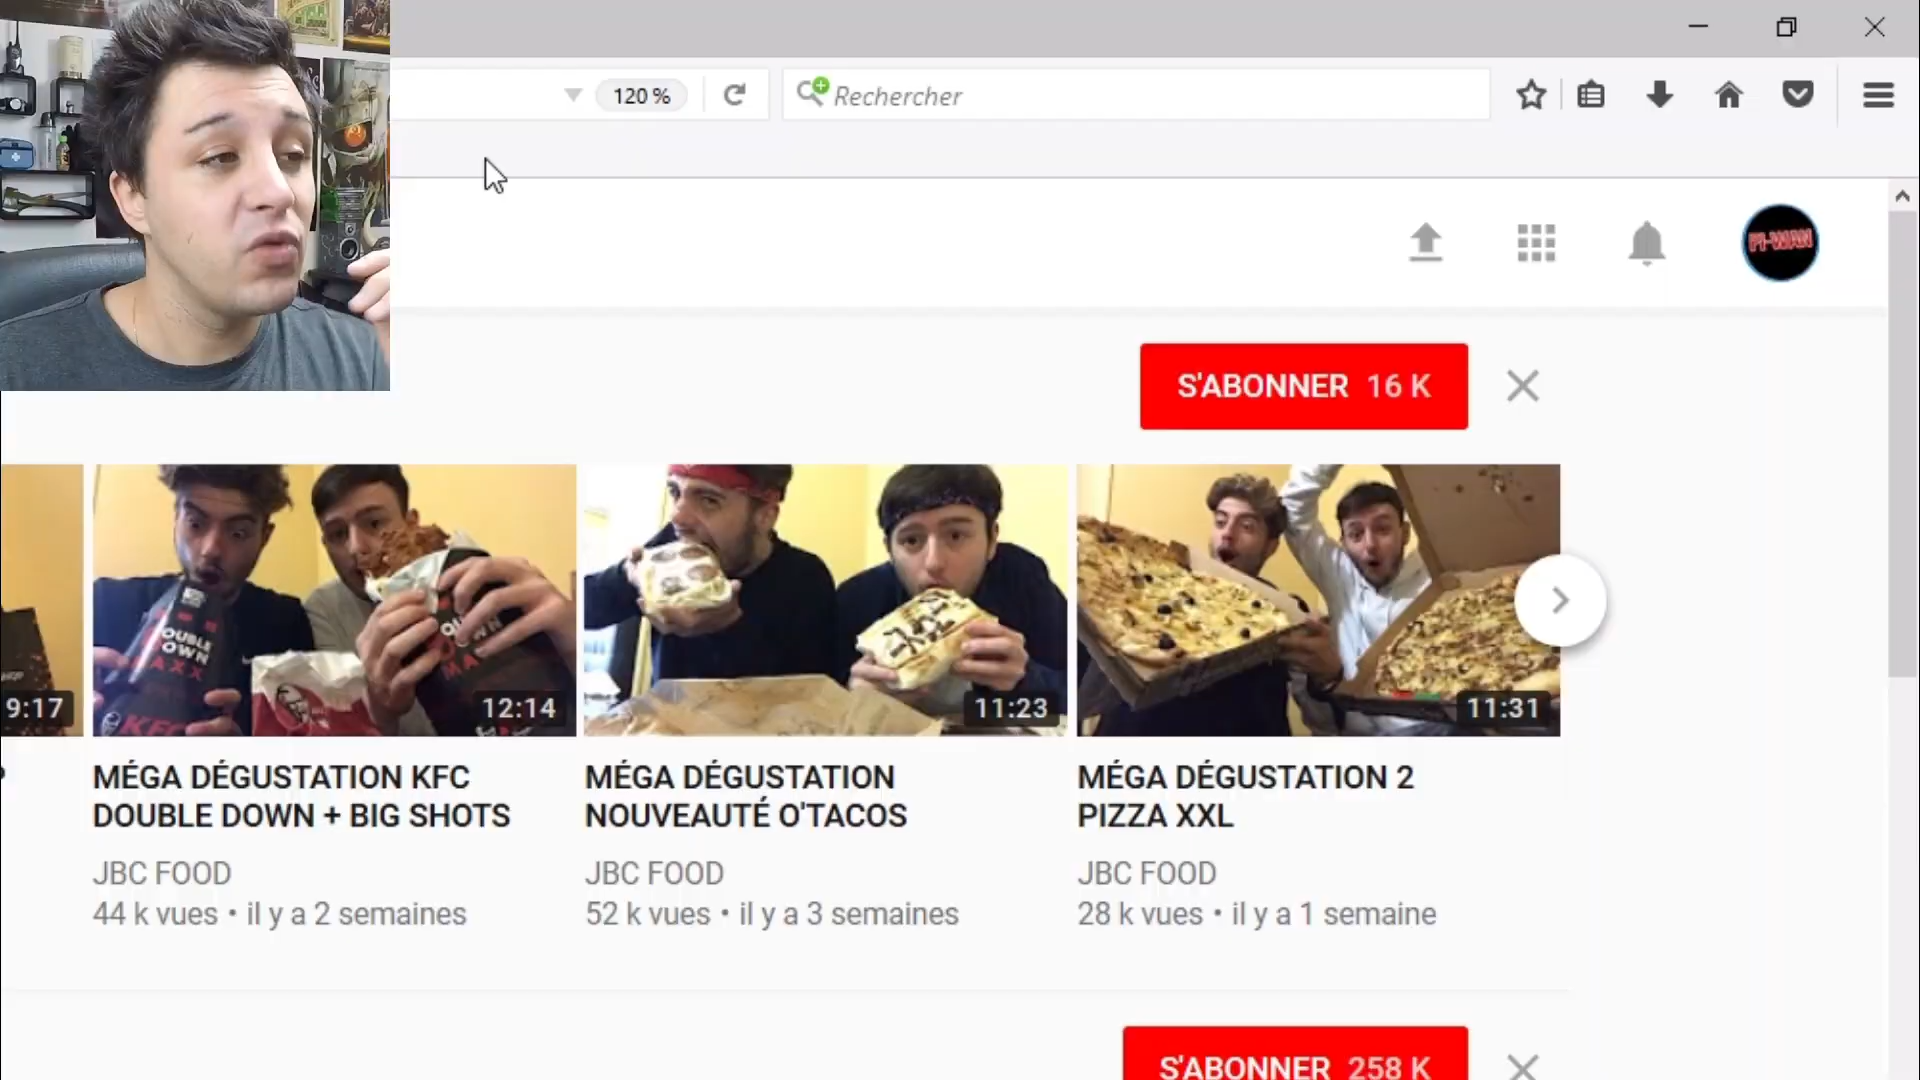 120 %
Rechercher
PI-WAN
S'ABONNER 16 K
9:17
12:14
11:23
11:31
MÉGA DÉGUSTATION KFC
DOUBLE DOWN + BIG SHOTS
JBC FOOD
44 k vues • il y a 2 semaines
MÉGA DÉGUSTATION
NOUVEAUTÉ O'TACOS
JBC FOOD
52 k vues • il y a 3 semaines
MÉGA DÉGUSTATION 2
PIZZA XXL
JBC FOOD
28 k vues • il y a 1 semaine
S'ABONNER 258 K